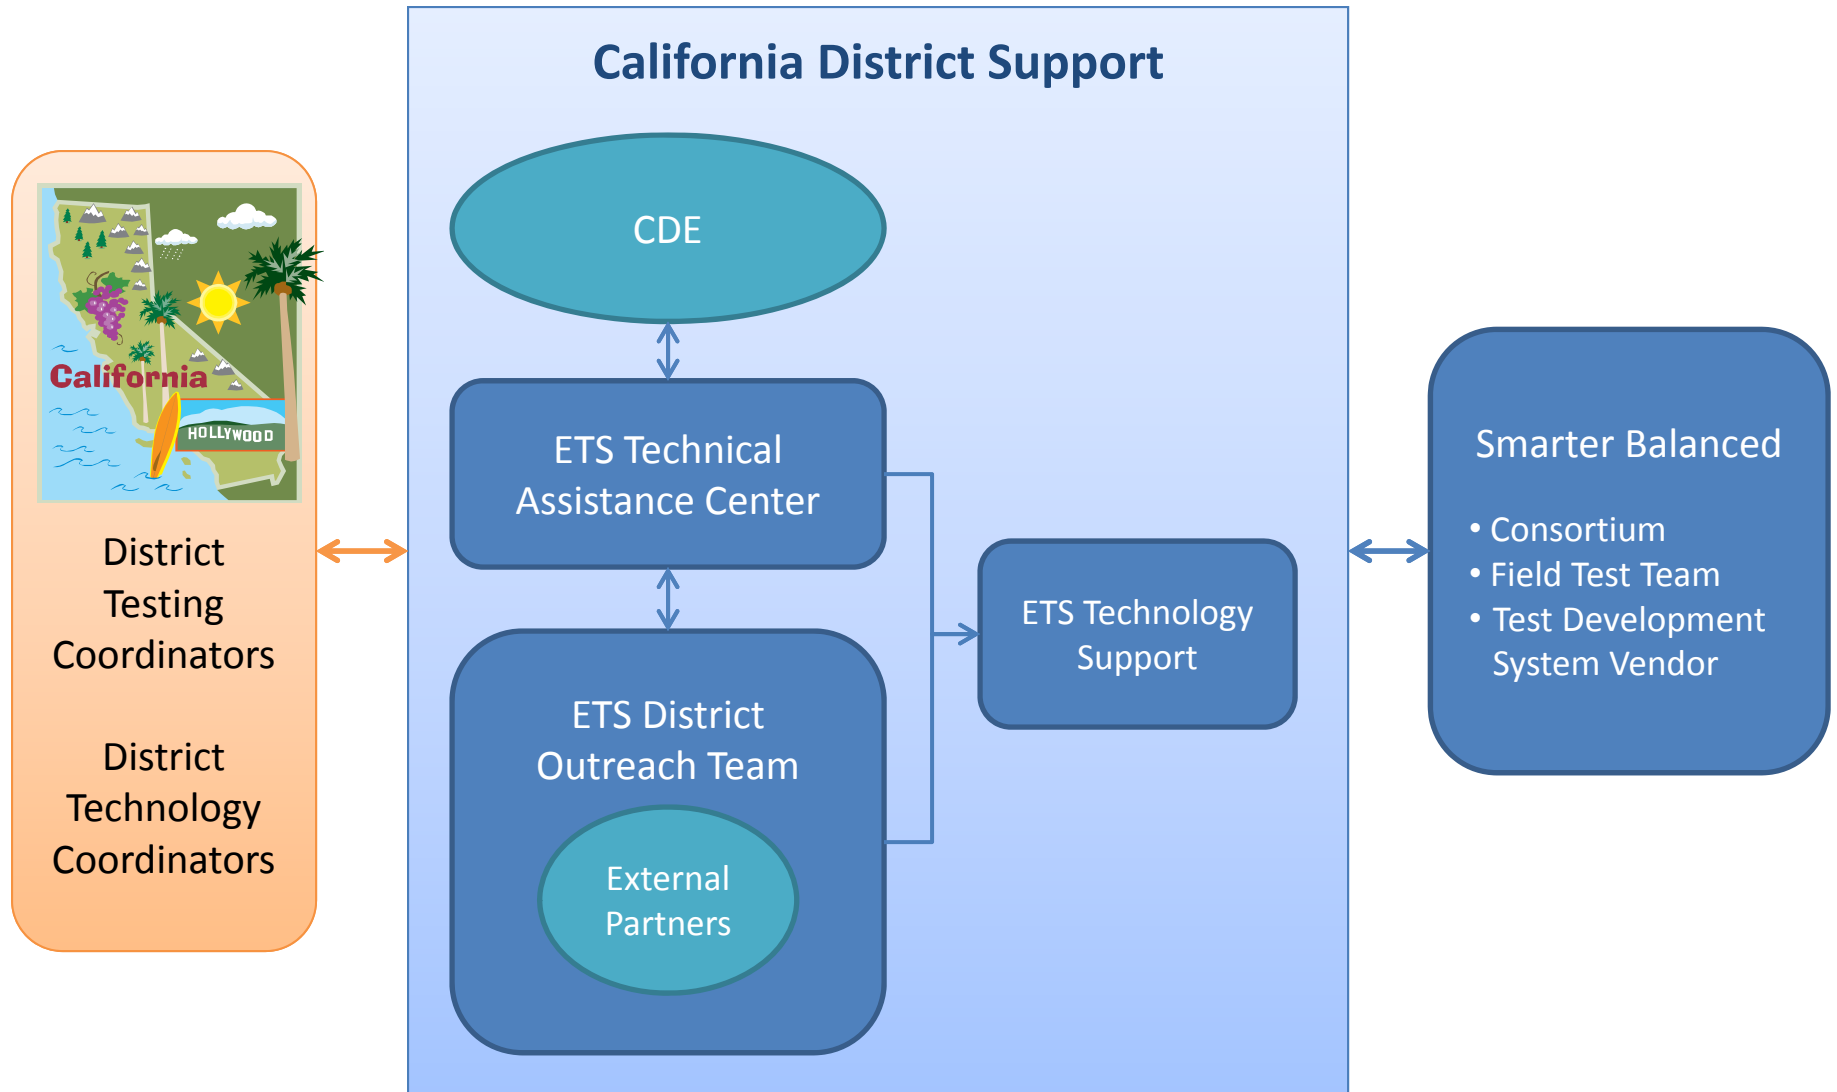 California District Support
California
HOLLYWOOD
District
Testing
Coordinators
District
Technology
Coordinators
CDE
ETS Technical
Assistance Center
ETS District
Outreach Team
External
Partners
ETS Technology
Support
Smarter Balanced
• Consortium
• Field Test Team
• Test Development
System Vendor